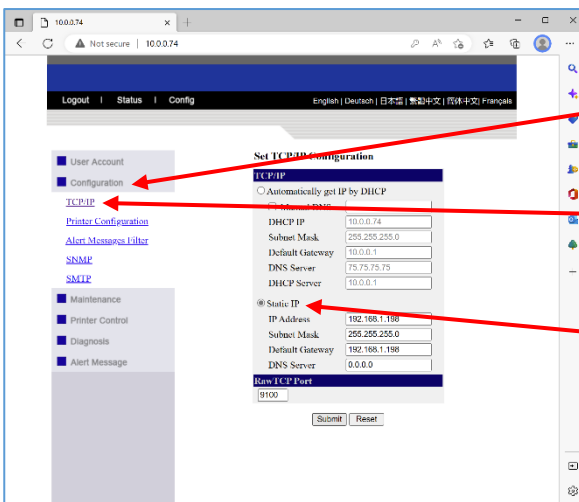 10.0.0.74
Not secure | 10.0.0.74
Logout | Status | Config
English | Deutsch | 日本語 | 繁體中文 | 简体中文| Français
User Account
Configuration
TCP/IP
Printer Configuration
Alert Messages Filter
SNMP
SMTP
Maintenance
Printer Control
Diagnosis
Alert Message
Set TCP/IP Configuration
TCP/IP
Automatically get IP by DHCP
DNS
DHCP IP 10.0.0.74
Subnet Mask 255.255.255.0
Default Gateway 10.0.0.1
DNS Server 75.75.75.75
DHCP Server 10.0.0.1
Static IP
IP Address 192.168.1.198
Subnet Mask 255.255.255.0
Default Gateway 192.168.1.198
DNS Server 0.0.0.0
RawTCP Port
9100
Submit Reset